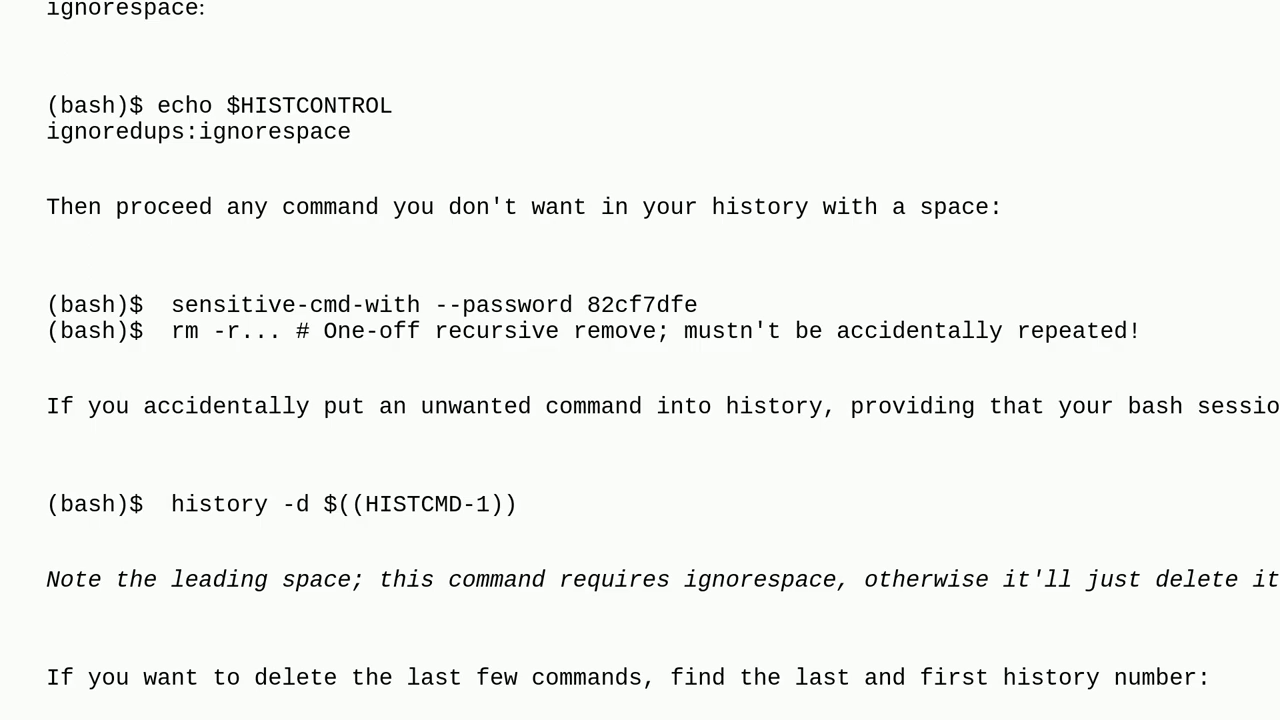 ignorespace:
(bash)$ echo $HISTCONTROL
ignoredups:ignorespace
Then proceed any command you don't want in your history with a space:
(bash)$  sensitive-cmd-with --password 82cf7dfe
(bash)$  rm -r... # One-off recursive remove; mustn't be accidentally repeated!
If you accidentally put an unwanted command into history, providing that your bash sessio
(bash)$  history -d $((HISTCMD-1))
Note the leading space; this command requires ignorespace, otherwise it'll just delete it
If you want to delete the last few commands, find the last and first history number: